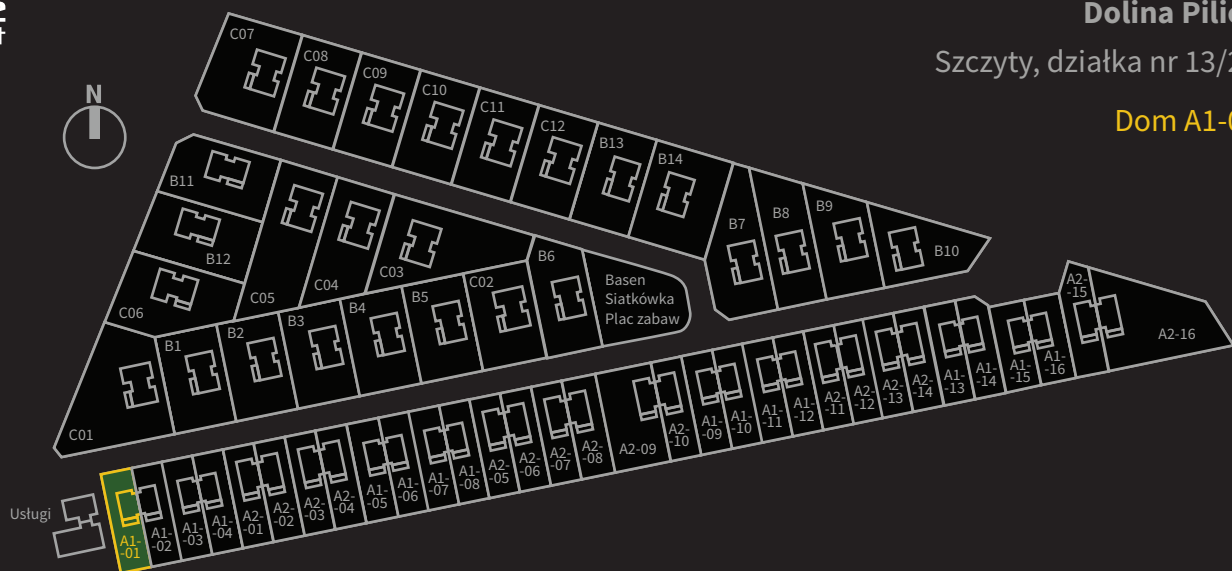 Dolina
Szczyty, działka nr
Dom
N
C07
C08
C09
C10
C11
C12
B13
B14
B7
B8
B9
B10
B11
B12
C06
C05
C04
C03
B6
C02
B5
B4
B3
B2
B1
C01
Basen
Siatkówka
Plac zabaw
Usługi
A1-
-01
A1-
-02
A1-
-03
A1-
-04
A2-
-01
A2-
-02
A2-
-03
A2-
-04
A1-
-05
A1-
-06
A1-
-07
A1-
-08
A2-
-05
A2-
-06
A2-
-07
A2-
-08
A2-09
A2-
-10
A1-
-09
A1-
-10
A1-
-11
A1-
-12
A2-
-11
A2-
-12
A2-
-13
A2-
-14
A1-
-13
A1-
-14
A1-
-15
A1-
-16
A2-
-15
A2-16